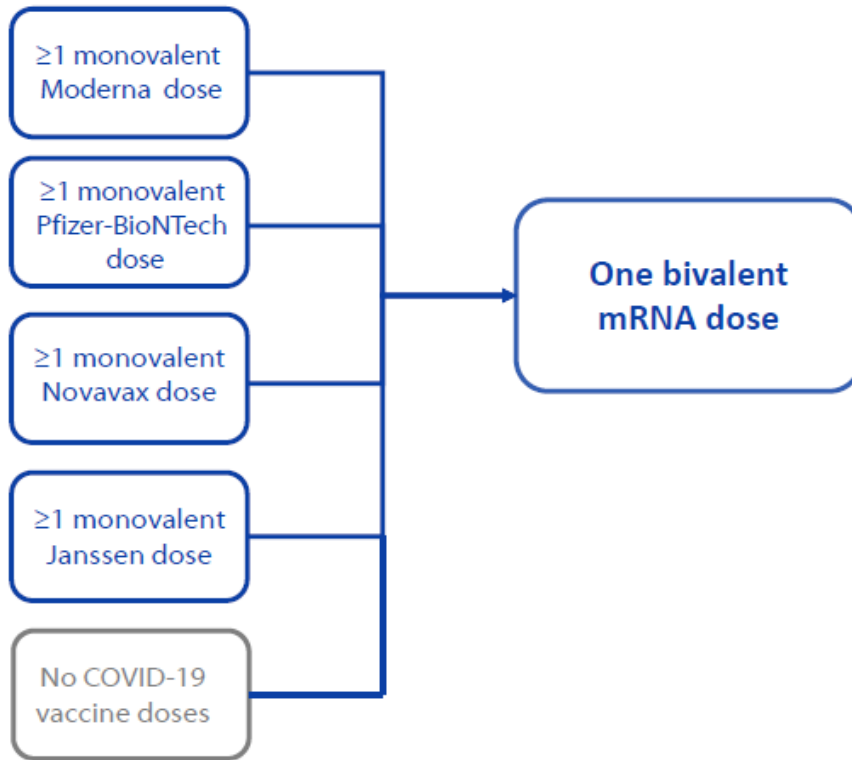 ≥1 monovalent
Moderna dose
≥1 monovalent
Pfizer-BioNTech
dose
≥1 monovalent
Novavax dose
≥1 monovalent
Janssen dose
No COVID-19
vaccine doses
One bivalent
mRNA dose